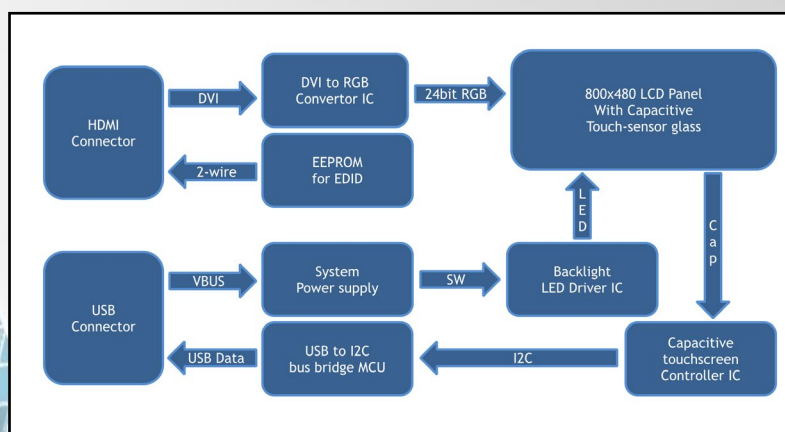 HDMI
Connector
DVI
DVI to RGB
Convertor IC
24bit RGB
800x480 LCD Panel
With Capacitive
Touch-sensor glass
2-wire
EEPROM
for EDID
LED
Cap
USB
Connector
VBUS
System
Power supply
SW
Backlight
LED Driver IC
USB Data
USB to I2C
bus bridge MCU
I2C
Capacitive
touchscreen
Controller IC